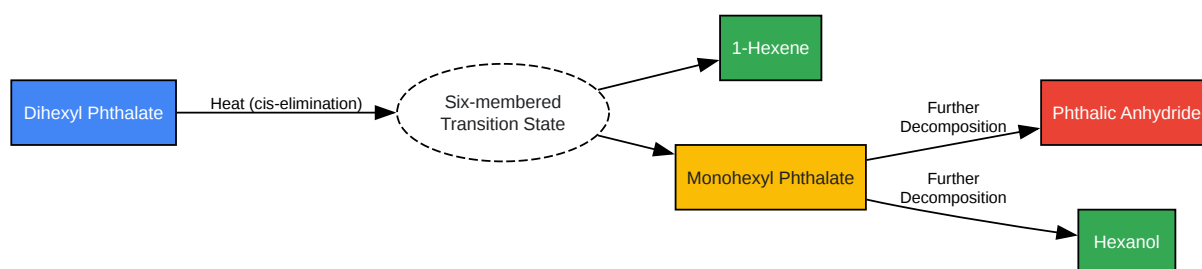 Dihexyl Phthalate
Heat (cis-elimination)
Six-membered
Transition State
1-Hexene
Monohexyl Phthalate
Further
Decomposition
Phthalic Anhydride
Further
Decomposition
Hexanol